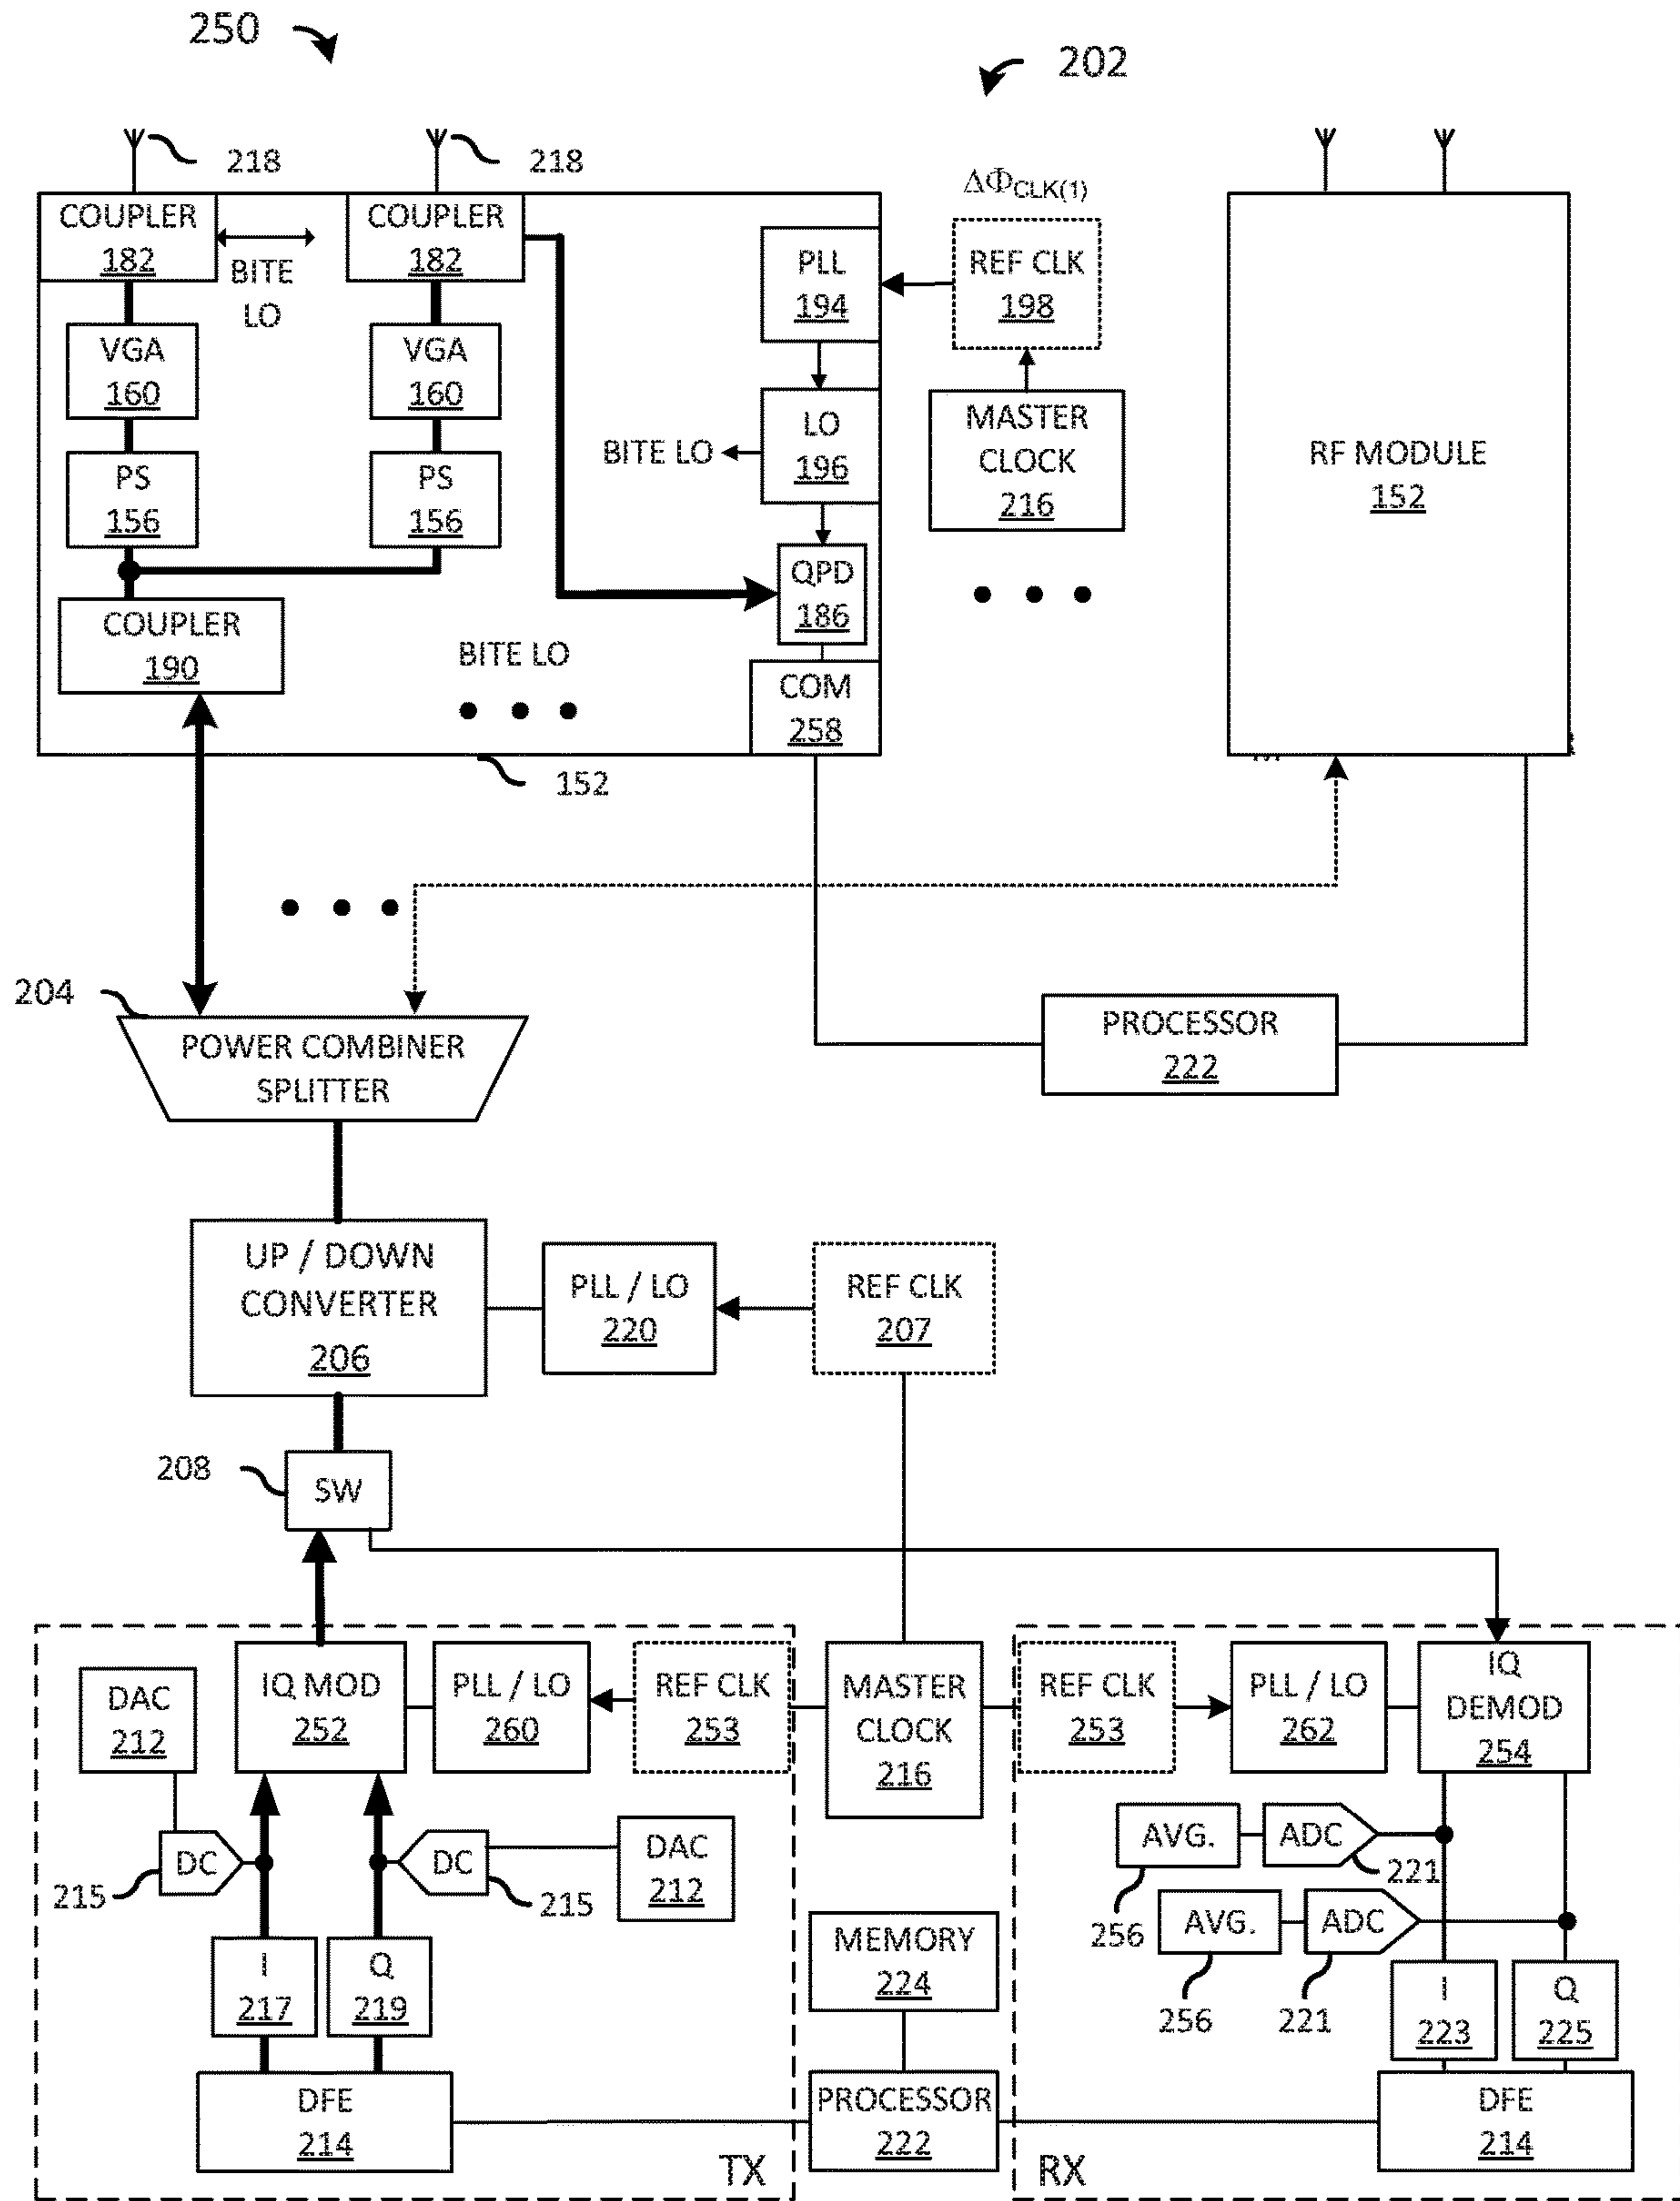 250
202
218
218
COUPLER
182
BITE
LO
COUPLER
182
PLL
194
ΔΦCLK(1)
REF CLK
198
VGA
160
VGA
160
MASTER
CLOCK
216
RF MODULE
152
LO
196
BITE LO
PS
156
PS
156
QPD
186
COUPLER
190
BITE LO
COM
258
152
204
POWER COMBINER
SPLITTER
PROCESSOR
222
UP / DOWN
CONVERTER
206
PLL / LO
220
REF CLK
207
208
SW
DAC
212
IQ MOD
252
PLL / LO
260
REF CLK
253
MASTER
CLOCK
216
REF CLK
253
PLL / LO
262
IQ
DEMOD
254
DC
215
DC
215
DAC
212
AVG.
ADC
221
256
AVG.
ADC
256
221
I
217
Q
219
MEMORY
224
I
223
Q
225
DFE
214
TX
PROCESSOR
222
RX
DFE
214